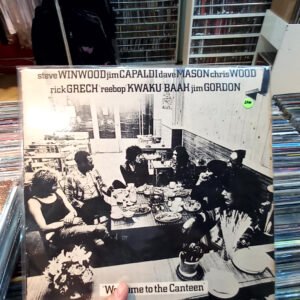 steve WINWOOD jim CAPALDI dave MASON chris WOOD
rick GRECH reebop KWAKU BAAH jim GORDON
Welcome to the Canteen